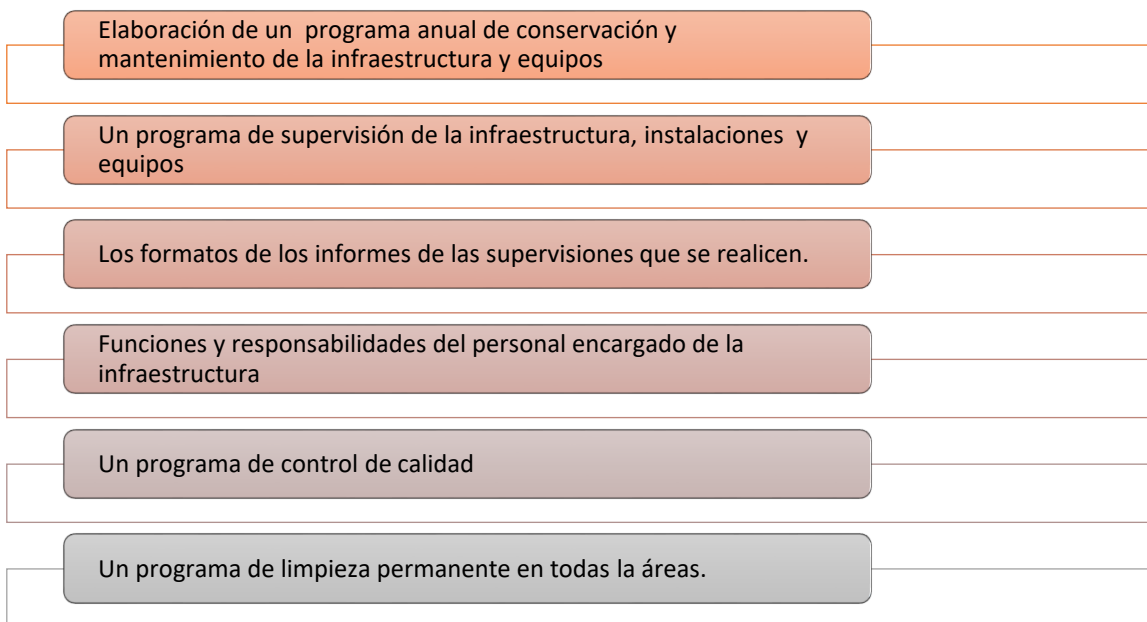 Elaboración de un  programa anual de conservación y
mantenimiento de la infraestructura y equipos
Un programa de supervisión de la infraestructura, instalaciones  y
equipos
Los formatos de los informes de las supervisiones que se realicen.
Funciones y responsabilidades del personal encargado de la
infraestructura
Un programa de control de calidad
Un programa de limpieza permanente en todas la áreas.